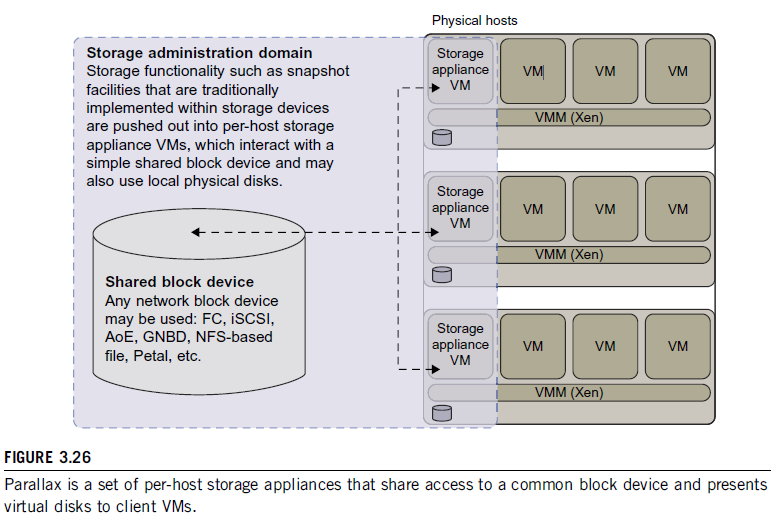 Physical hosts
Storage administration domain
Storage functionality such as snapshot
facilities that are traditionally
implemented within storage devices
are pushed out into per-host storage
appliance VMs, which interact with a
simple shared block device and may
also use local physical disks.
Storage
appliance
VM
VM
VM
VM
VMM (Xen)
Storage
appliance
VM
VM
VM
VM
VMM (Xen)
Shared block device
Any network block device
may be used: FC, iSCSI,
AoE, GNBD, NFS-based
file, Petal, etc.
Storage
appliance
VM
VM
VM
VM
VMM (Xen)
FIGURE 3.26
Parallax is a set of per-host storage appliances that share access to a common block device and presents
virtual disks to client VMs.